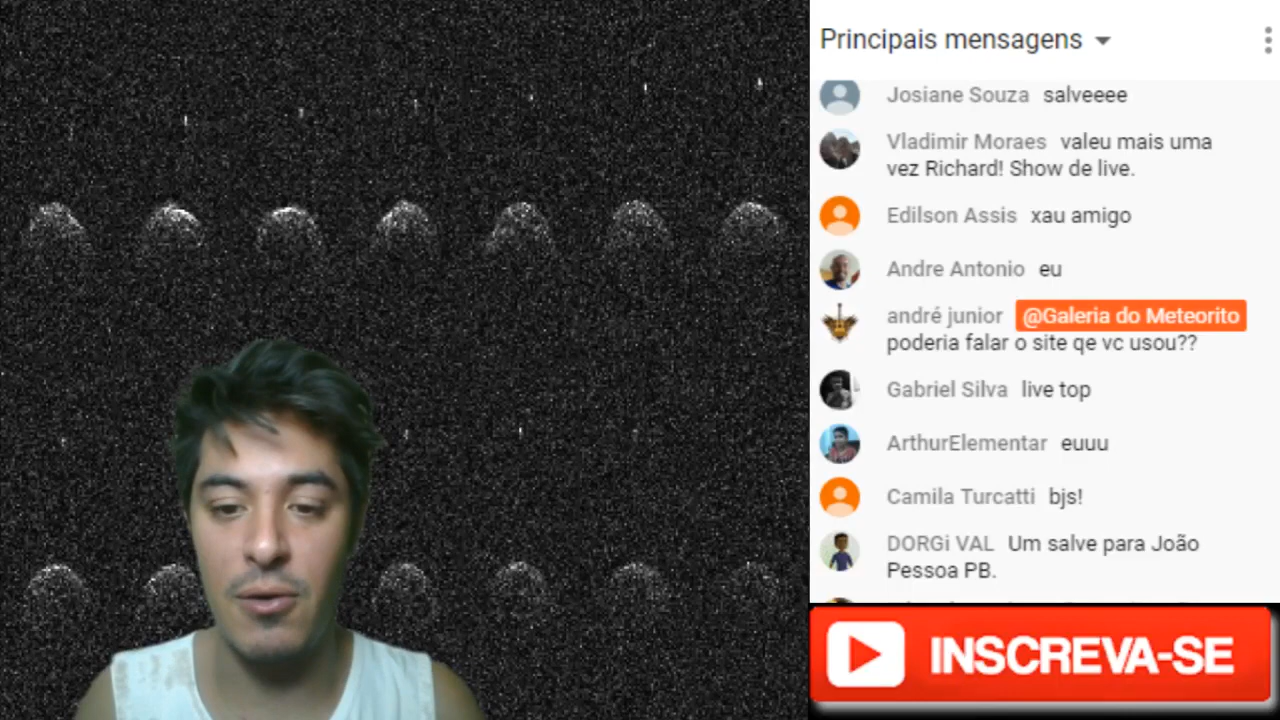 Principais mensagens
Josiane Souza salveeee
Vladimir Moraes valeu mais uma
vez Richard! Show de live.
Edilson Assis xau amigo
Andre Antonio eu
andré junior @Galeria do Meteorito
poderia falar o site qe vc usou??
Gabriel Silva live top
ArthurElementar euuu
Camila Turcatti bjs!
DORGi VAL Um salve para João
Pessoa PB.
INSCREVA-SE